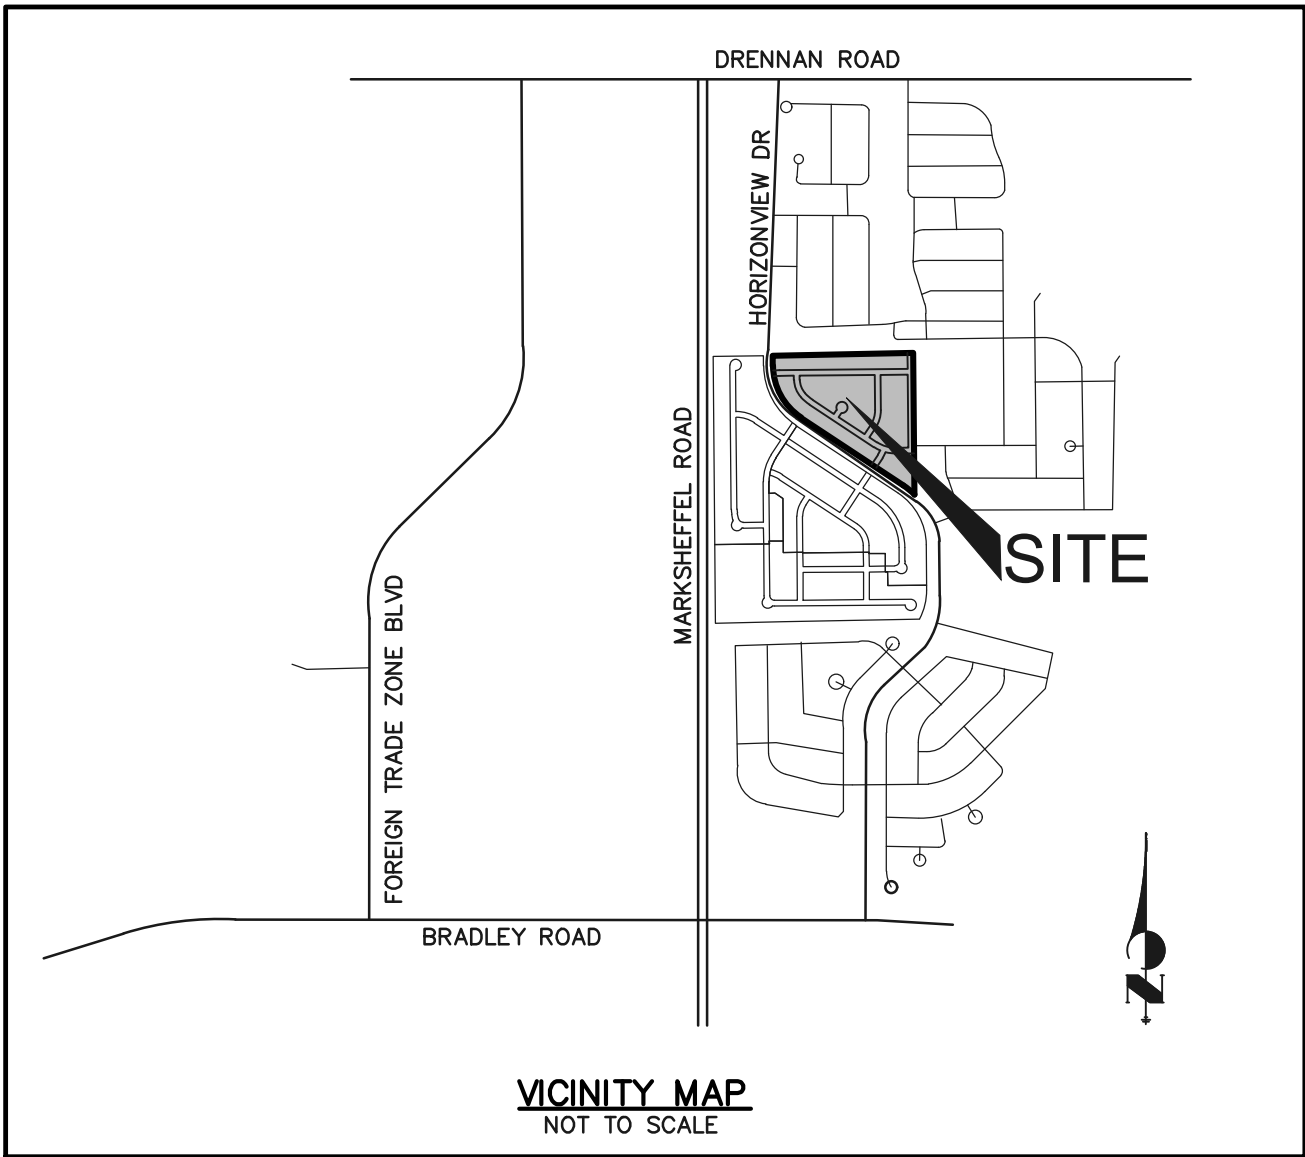 DRENNAN ROAD
HORIZONVIEW DR
MARKSHEFFEL ROAD
SITE
FOREIGN TRADE ZONE BLVD
BRADLEY ROAD
N
VICINITY MAP
NOT TO SCALE